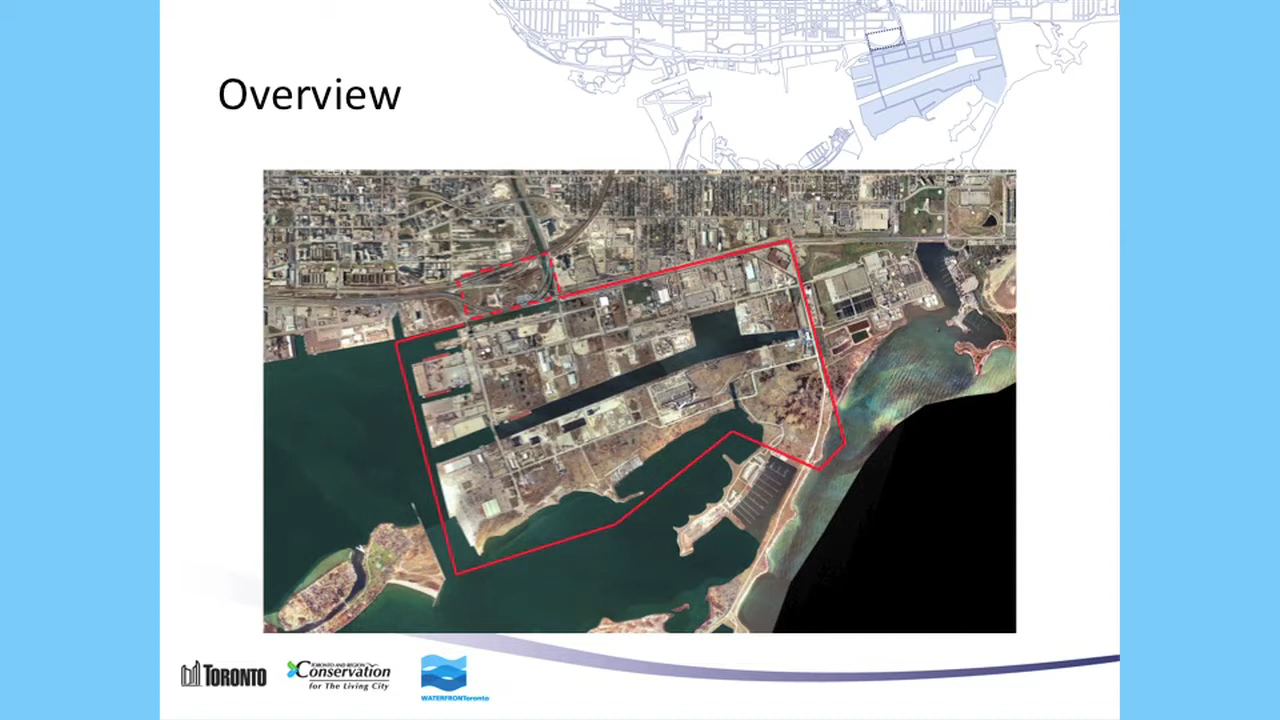 Overview
TORONTO
TORONTO AND REGION
Conservation
for The Living City
WATERFRONToronto